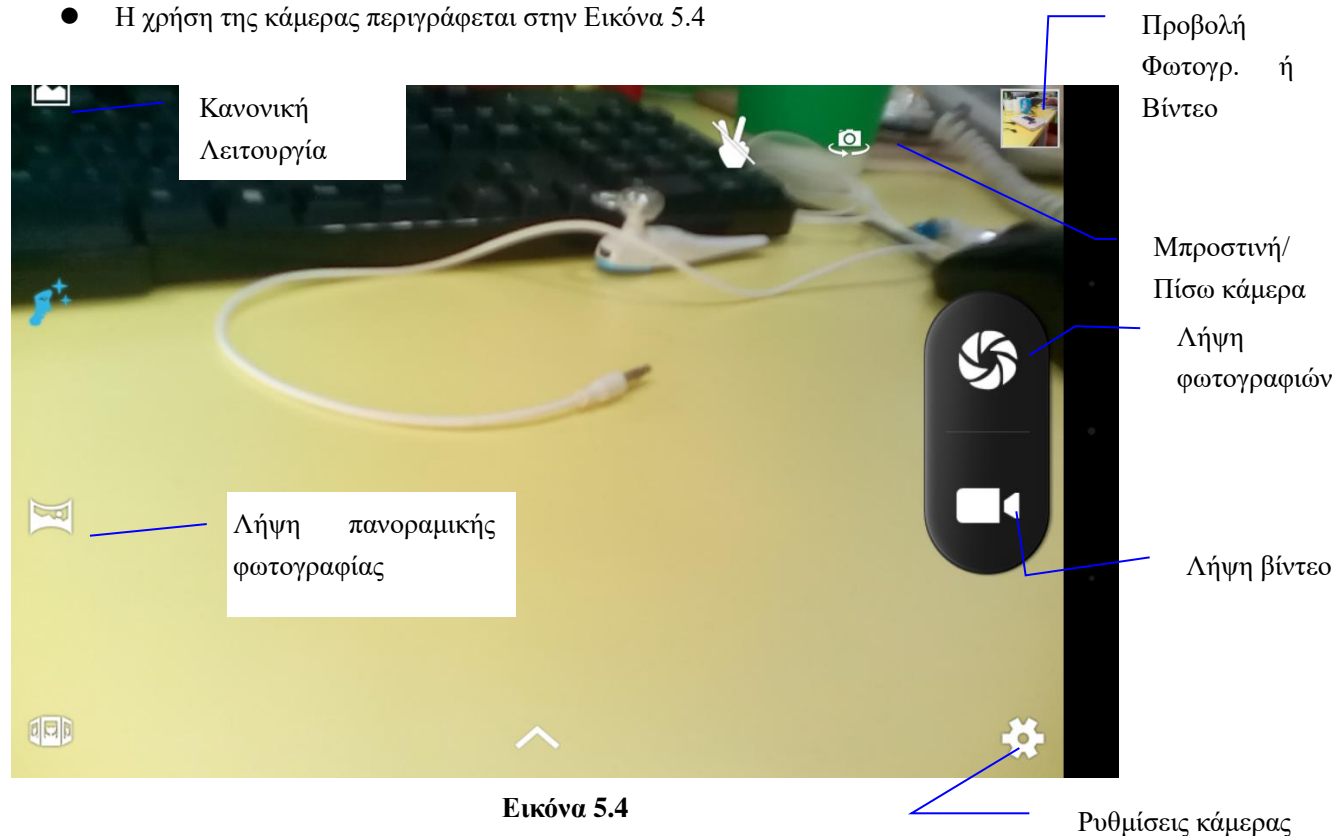 ● Η χρήση της κάμερας περιγράφεται στην Εικόνα 5.4
Προβολή
Φωτογρ. ή
Βίντεο
Κανονική
Λειτουργία
Μπροστινή/
Πίσω κάμερα
Λήψη
φωτογραφιών
Λήψη πανοραμικής
φωτογραφίας
Λήψη βίντεο
Εικόνα 5.4
Ρυθμίσεις κάμερας